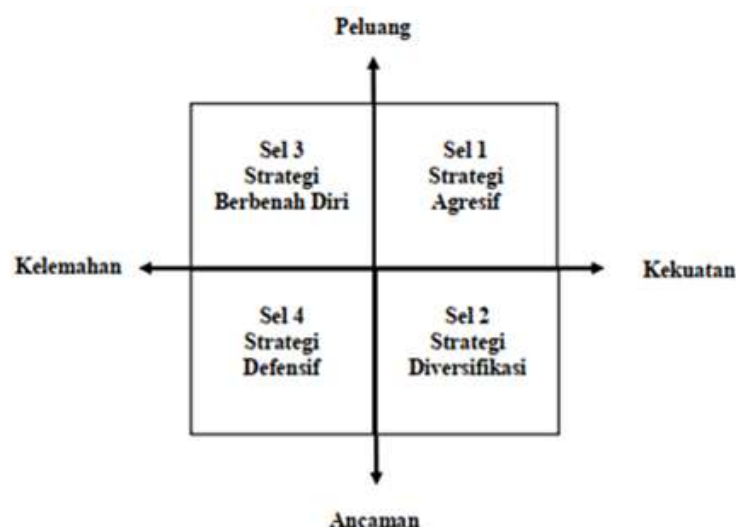 Peluang
Sel 3
Strategi
Berbenah Diri
Sel 1
Strategi
Agresif
Kelemahan
Kekuatan
Sel 4
Strategi
Defensif
Sel 2
Strategi
Diversifikasi
Ancaman